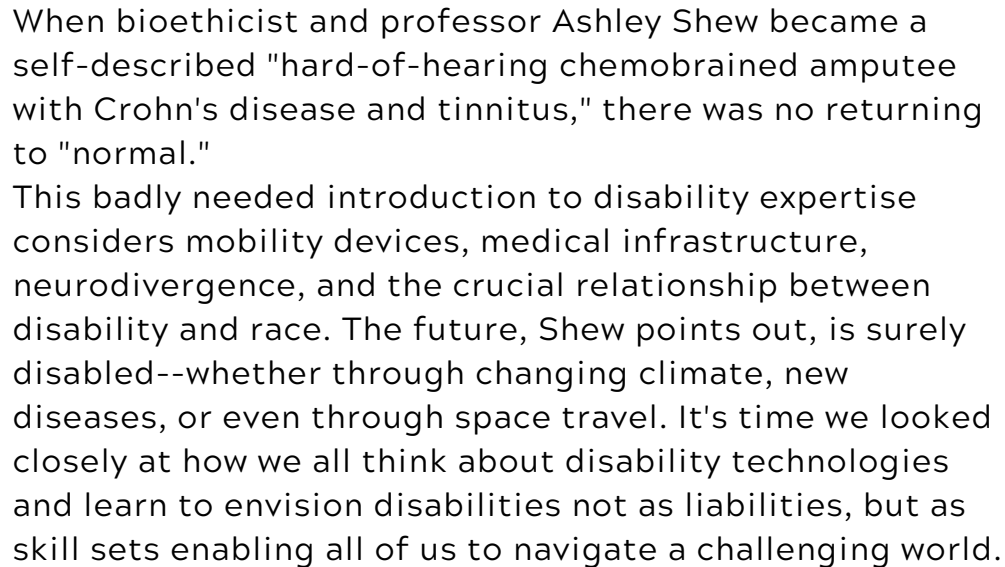 When bioethicist and professor Ashley Shew became a
self-described "hard-of-hearing chemobrained amputee
with Crohn's disease and tinnitus," there was no returning
to "normal."
This badly needed introduction to disability expertise
considers mobility devices, medical infrastructure,
neurodivergence, and the crucial relationship between
disability and race. The future, Shew points out, is surely
disabled--whether through changing climate, new
diseases, or even through space travel. It's time we looked
closely at how we all think about disability technologies
and learn to envision disabilities not as liabilities, but as
skill sets enabling all of us to navigate a challenging world.